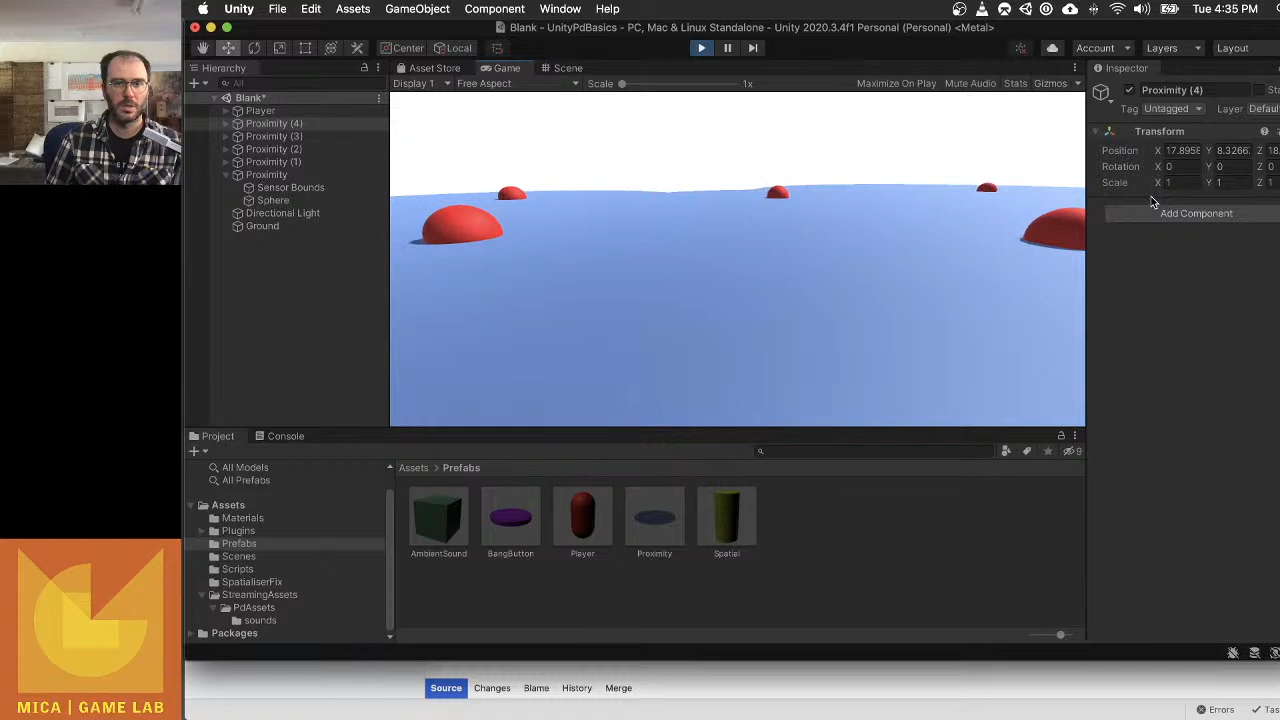 Unity File Edit Assets GameObject Component Window Help
Tue 4:35 PM
Blank - UnityPdBasics - PC, Mac & Linux Standalone - Unity 2020.3.4f1 Personal (Personal) <Metal>
Center Local
Account Layers Layout
Hierarchy
Asset Store Game Scene
Inspector
All
Display 1 Free Aspect Scale 1x Maximize On Play Mute Audio Stats Gizmos
Blank*
Player
Proximity (4)
Proximity (3)
Proximity (2)
Proximity (1)
Proximity
Sensor Bounds
Sphere
Directional Light
Ground
Proximity (4) Sta
Tag Untagged Layer Defaul
Transform
Position X 17.8958 Y 8.3266 Z 18.
Rotation X 0 Y 0 Z 0
Scale X 1 Y 1 Z 1
Add Component
Project Console
9
All Models
All Prefabs
Assets
Materials
Plugins
Prefabs
Scenes
Scripts
SpatialiserFix
StreamingAssets
PdAssets
sounds
Packages
Assets > Prefabs
AmbientSound BangButton Player Proximity Spatial
Source Changes Blame History Merge
Errors Tas
MICA | GAME LAB